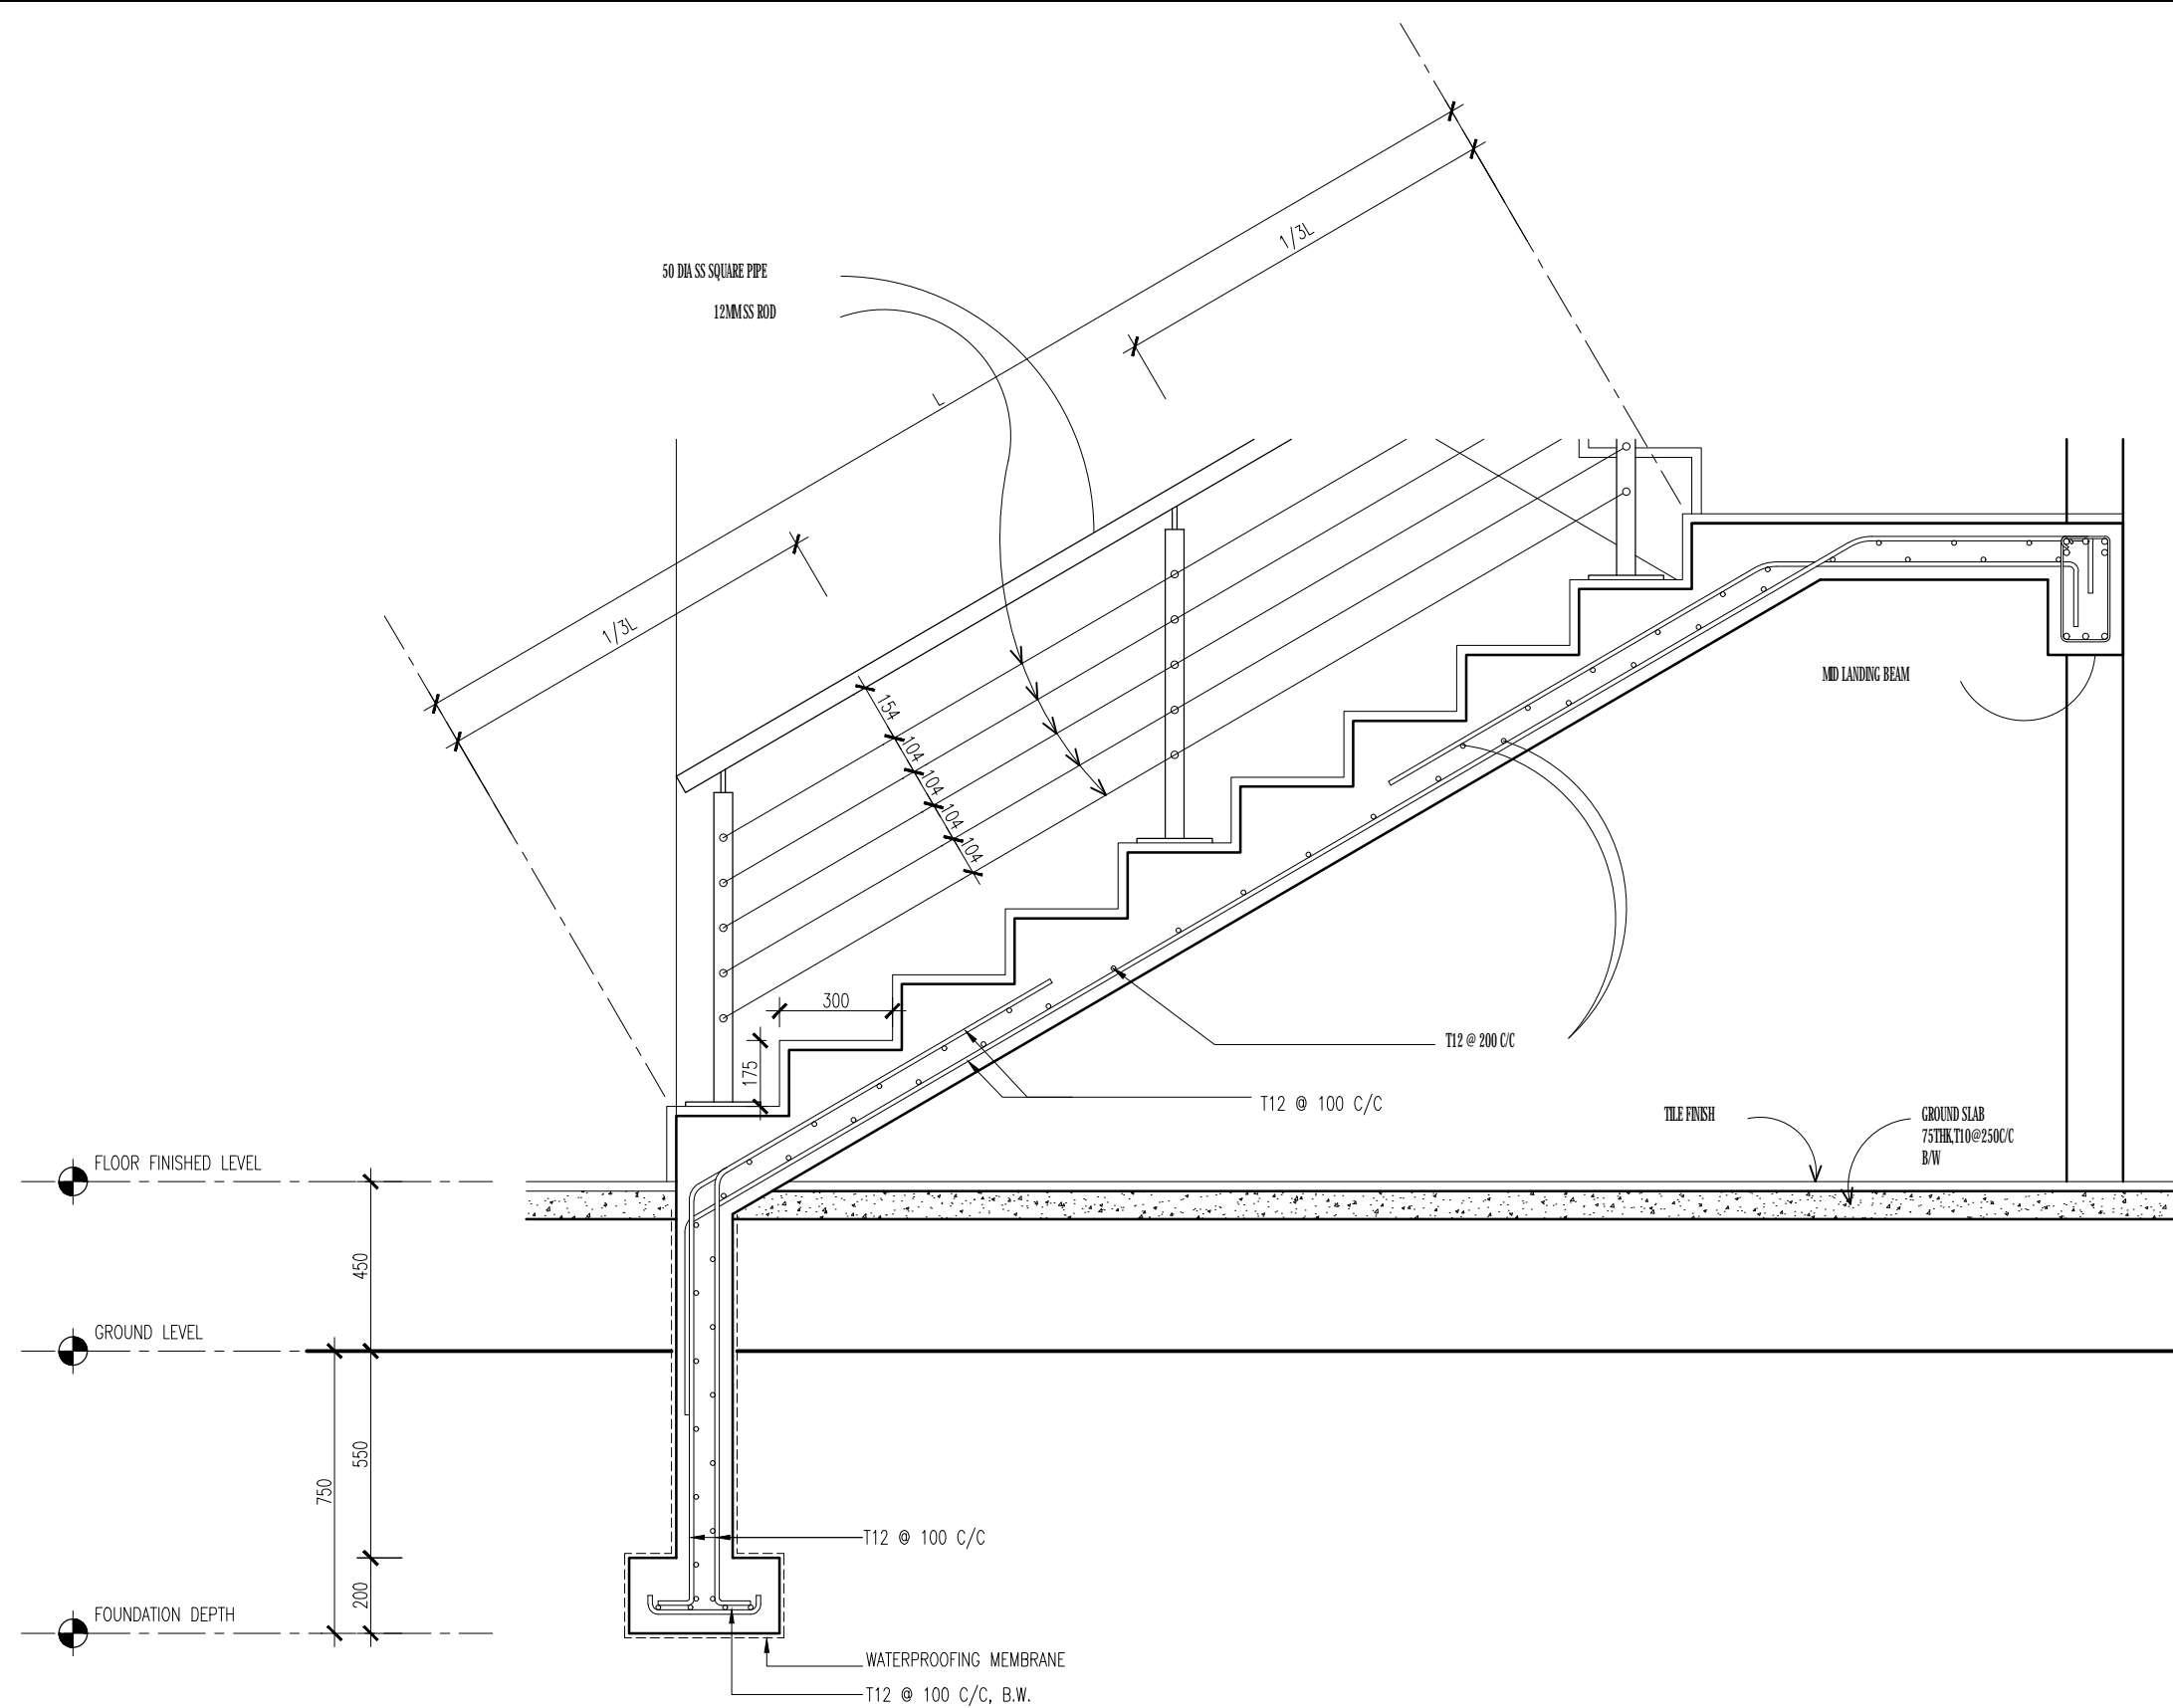 1/3L
50 DIA SS SQUARE PIPE
12MM SS ROD
L
1/3L
MID LANDING BEAM
154
104
104
104
104
300
175
T12 @ 200 C/C
T12 @ 100 C/C
TILE FINISH
GROUND SLAB
75THK,T10@250C/C
B/W
FLOOR FINISHED LEVEL
450
GROUND LEVEL
550
750
T12 @ 100 C/C
200
FOUNDATION DEPTH
WATERPROOFING MEMBRANE
T12 @ 100 C/C, B.W.